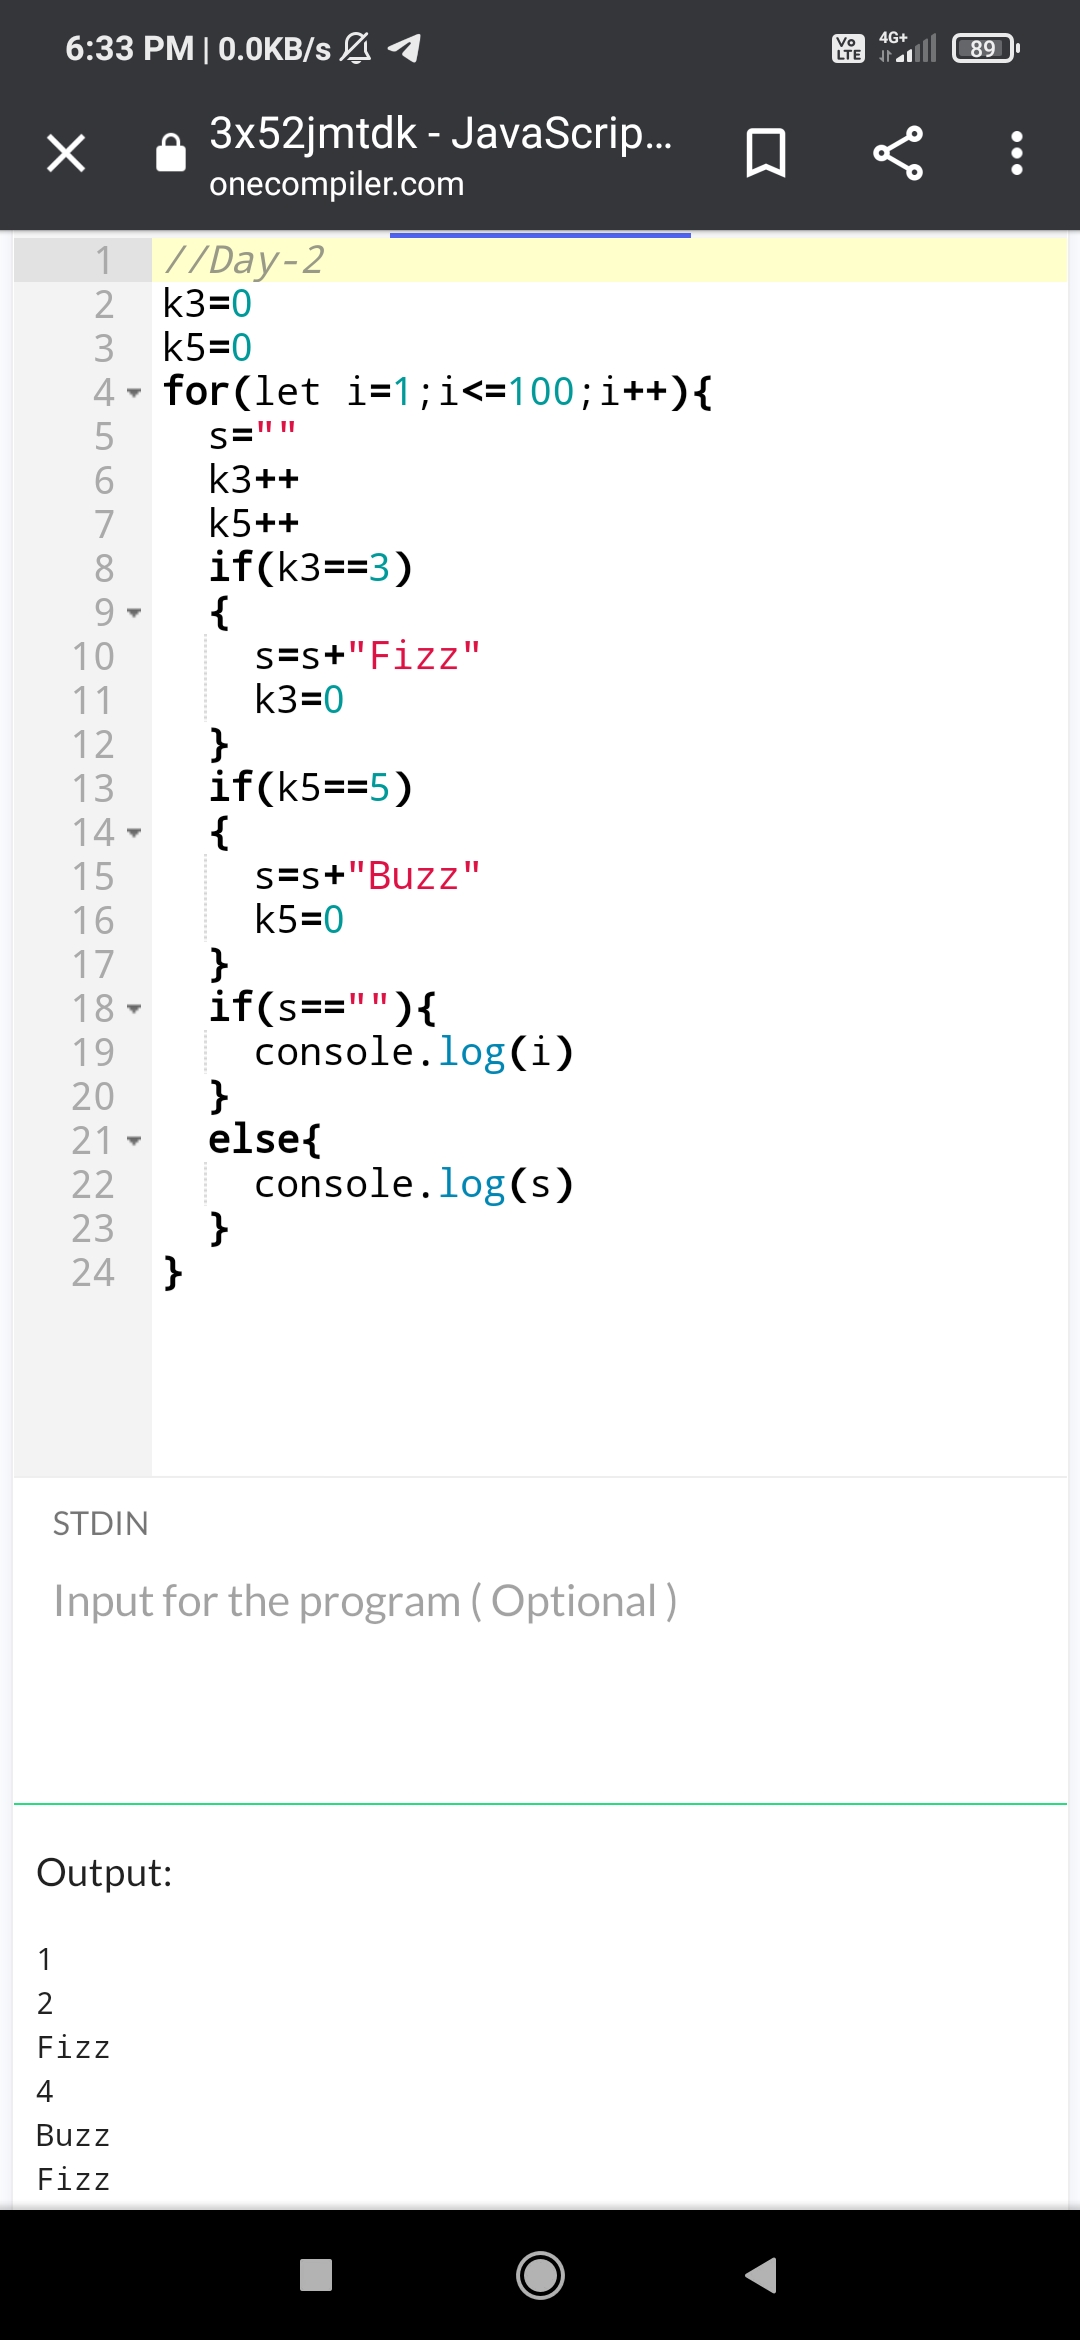 6:33 PM | 0.0KB/s
Vo LTE 4G+ 89
3x52jmtdk - JavaScrip...
onecompiler.com
1 //Day-2
2 k3=0
3 k5=0
4 for(let i=1;i<=100;i++){
5 s=""
6 k3++
7 k5++
8 if(k3==3)
9 {
10 s=s+"Fizz"
11 k3=0
12 }
13 if(k5==5)
14 {
15 s=s+"Buzz"
16 k5=0
17 }
18 if(s==""){
19 console.log(i)
20 }
21 else{
22 console.log(s)
23 }
24 }
STDIN
Input for the program ( Optional )
Output:
1
2
Fizz
4
Buzz
Fizz